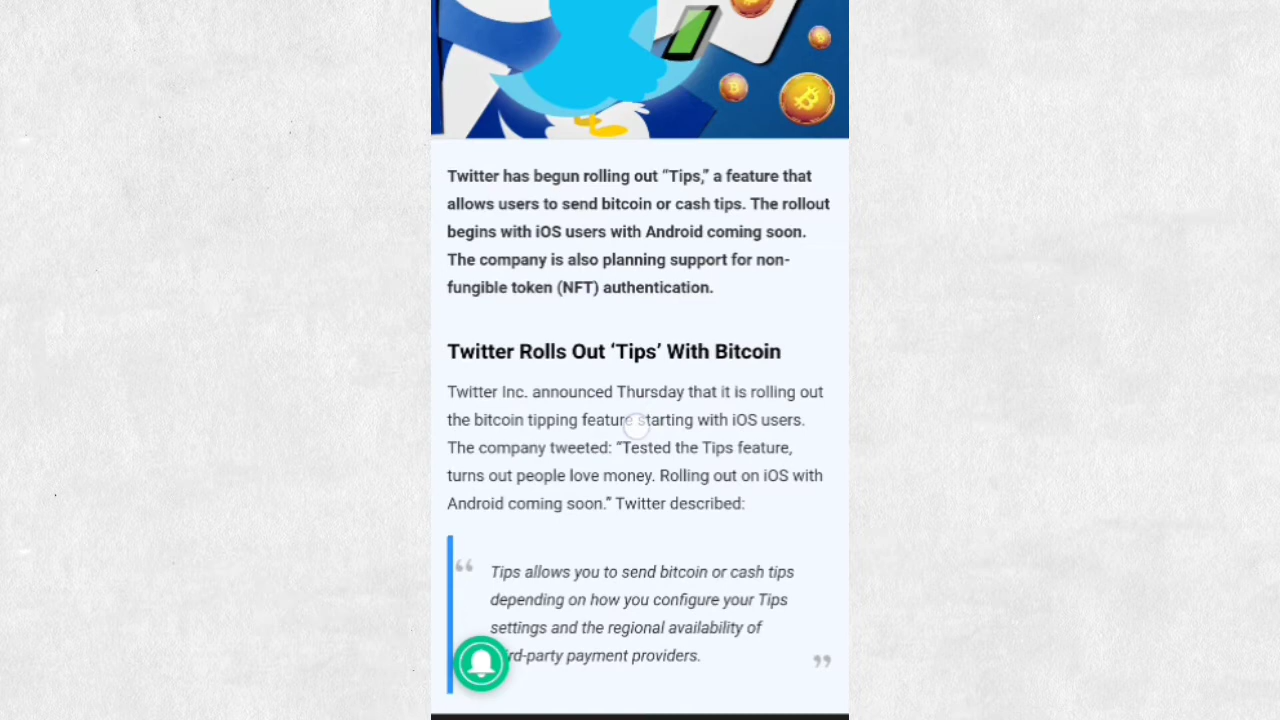 Twitter has begun rolling out “Tips,” a feature that
allows users to send bitcoin or cash tips. The rollout
begins with iOS users with Android coming soon.
The company is also planning support for non-
fungible token (NFT) authentication.
Twitter Rolls Out ‘Tips’ With Bitcoin
Twitter Inc. announced Thursday that it is rolling out
the bitcoin tipping feature starting with iOS users.
The company tweeted: “Tested the Tips feature,
turns out people love money. Rolling out on iOS with
Android coming soon.” Twitter described:
“ Tips allows you to send bitcoin or cash tips
depending on how you configure your Tips
settings and the regional availability of
rd-party payment providers. ”